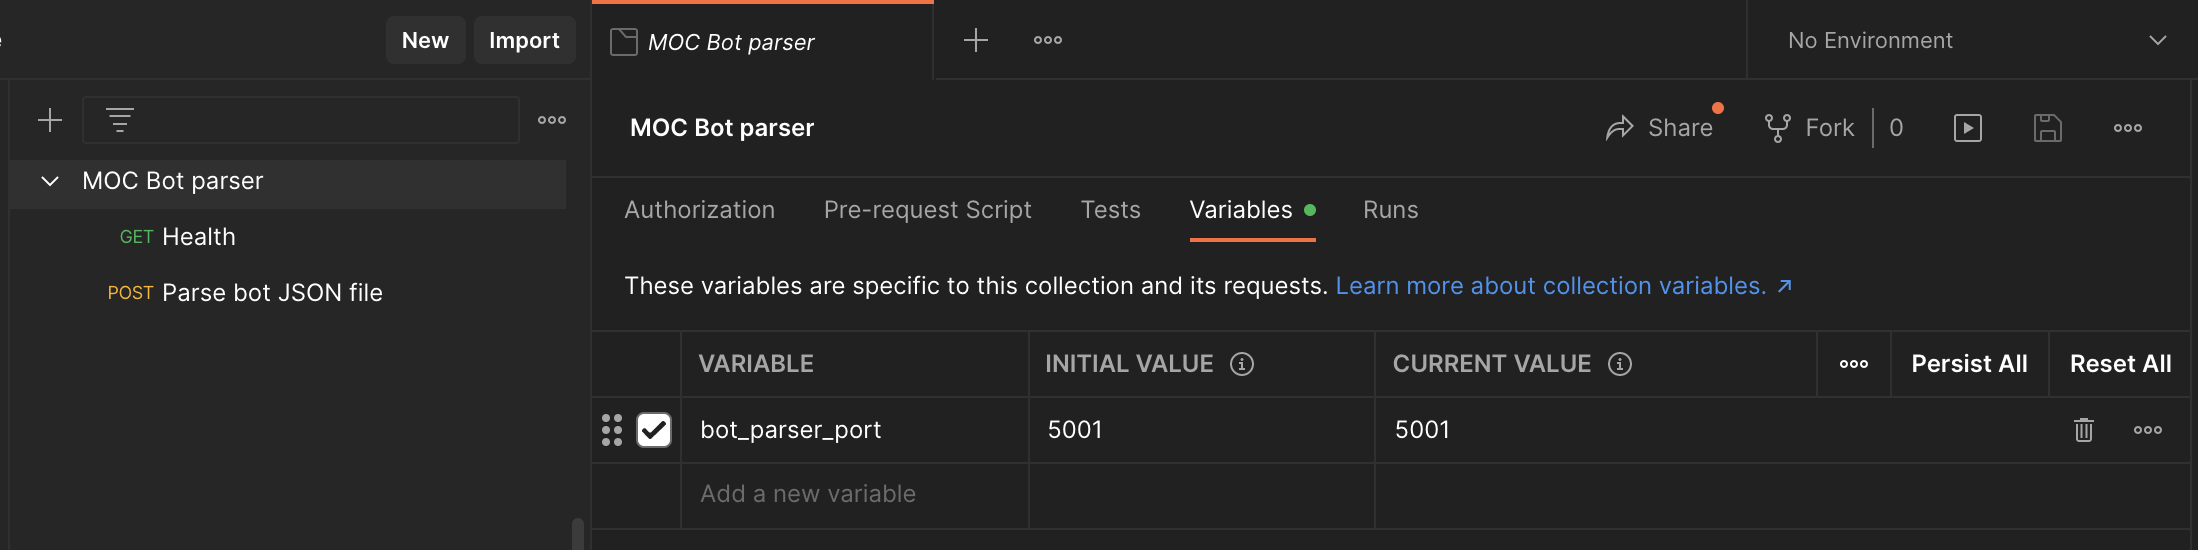 New Import
MOC Bot parser
No Environment
MOC Bot parser
Share
Fork
0
MOC Bot parser
GET Health
POST Parse bot JSON file
Authorization Pre-request Script Tests Variables Runs
These variables are specific to this collection and its requests. Learn more about collection variables. ↗
VARIABLE INITIAL VALUE CURRENT VALUE Persist All Reset All
bot_parser_port 5001 5001
Add a new variable